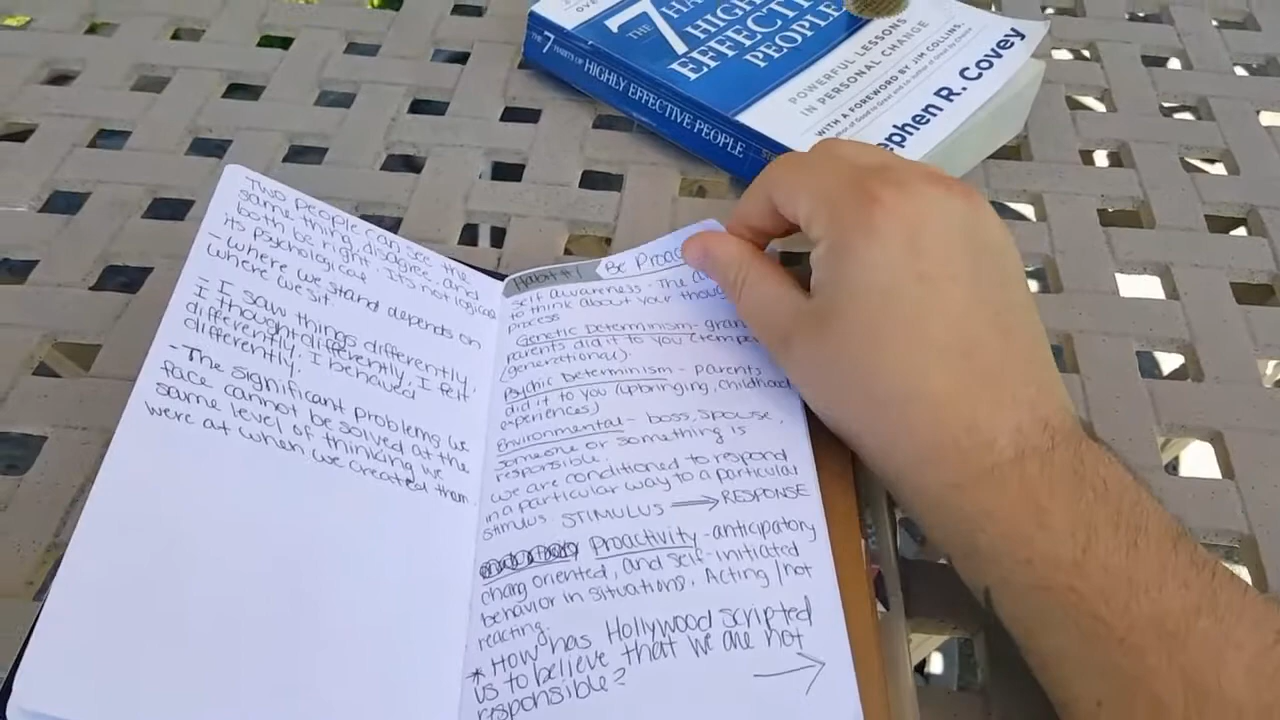 OVE
THE 7 HA
HIGHL
EFFECTI
PEOPLE
POWERFUL LESSONS
IN PERSONAL CHANGE
WITH A FOREWORD BY JIM COLLINS,
ephen R. Covey
THE 7 HABITS OF HIGHLY EFFECTIVE PEOPLE
Two people can see the
same thing, disagree, and
both be right. It's not logical
its psychological
- where we stand depends on
where we sit
- I saw things differently,
I thought differently, I felt
differently, I behaved
differently.
- The significant problems we
face cannot be solved at the
same level of thinking we
were at when we created them.
Habit #1 Be Proac
self awareness - The a
to think about your thoug
process
Genetic Determinism - gran
parents did it to you (tempe
(generational).
Psychic Determinism - Parents
did it to you (upbringing, childhood
experiences)
Environmental - boss, spouse,
someone or something is
responsible.
we are conditioned to respond
in a particular way to a particular
stimulus. STIMULUS → RESPONSE
Proactivity - anticipatory
chang oriented, and self-initiated
behavior in situations. Acting/not
reacting.
* How has Hollywood scripted
us to believe that we are not
responsible?